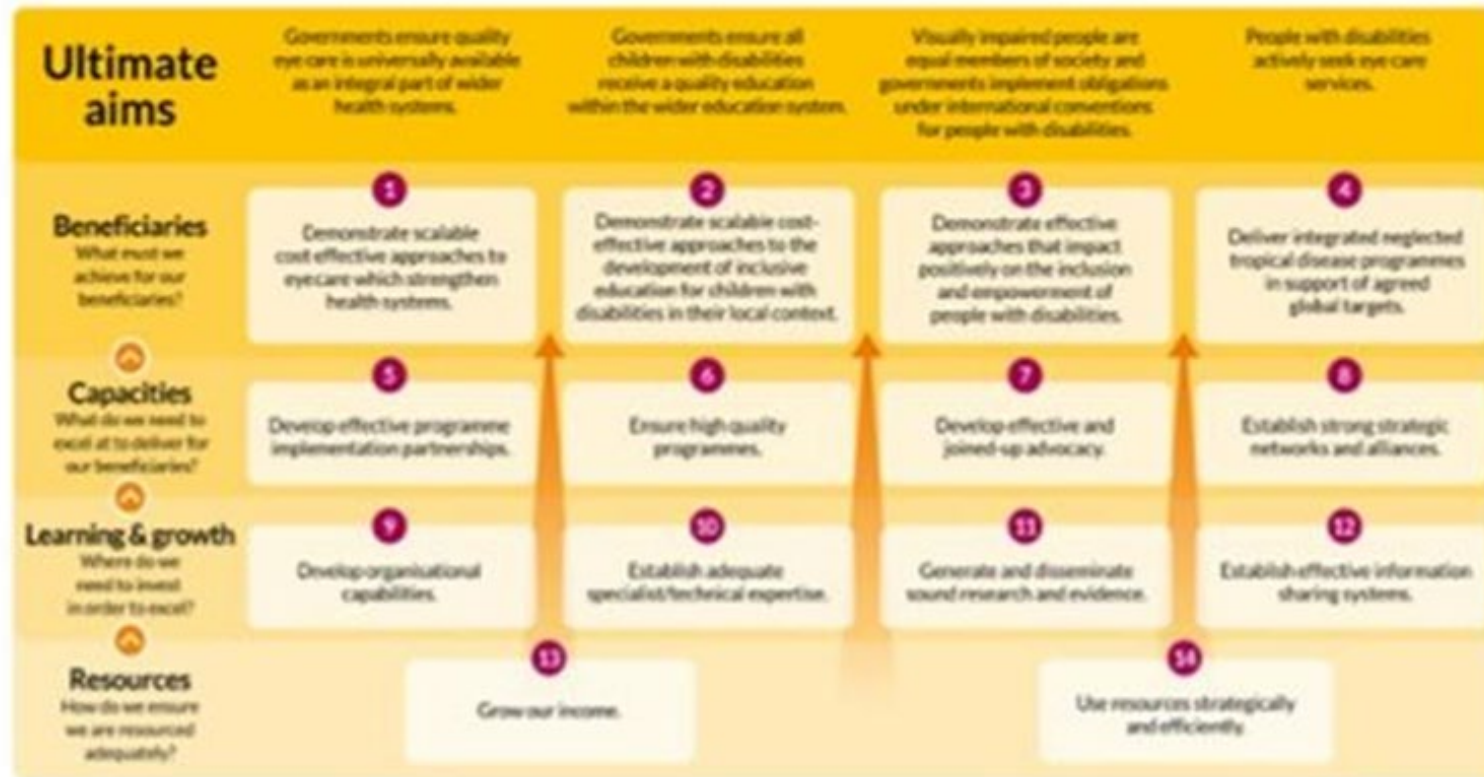 Ultimate
aims
Governments ensure quality
eye care is universally available
as an integral part of wider
health systems.
Governments ensure all
children with disabilities
receive a quality education
within the wider education system.
Visually impaired people are
equal members of society and
governments implement obligations
under international conventions
for people with disabilities.
People with disabilities
actively seek eye care
services.
Beneficiaries
What must we
achieve for our
beneficiaries?
1
Demonstrate scalable
cost effective approaches to
eye care which strengthen
health systems.
2
Demonstrate scalable cost-
effective approaches to the
development of inclusive
education for children with
disabilities in their local context.
3
Demonstrate effective
approaches that impact
positively on the inclusion
and empowerment of
people with disabilities.
4
Deliver integrated neglected
tropical disease programmes
in support of agreed
global targets.
Capacities
What do we need to
excel at to deliver for
our beneficiaries?
5
Develop effective programme
implementation partnerships.
6
Ensure high quality
programmes.
7
Develop effective and
joined-up advocacy.
8
Establish strong strategic
networks and alliances.
Learning & growth
Where do we
need to invest
in order to excel?
9
Develop organisational
capabilities.
10
Establish adequate
specialist/technical expertise.
11
Generate and disseminate
sound research and evidence.
12
Establish effective information
sharing systems.
Resources
How do we ensure
we are resourced
adequately?
13
Grow our income.
14
Use resources strategically
and efficiently.